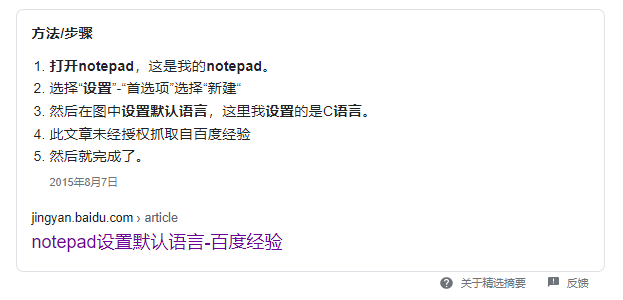 方法/步骤
1. 打开notepad，这是我的notepad。
2. 选择“设置”-“首选项”选择“新建“
3. 然后在图中设置默认语言，这里我设置的是C语言。
4. 此文章未经授权抓取自百度经验
5. 然后就完成了。
2015年8月7日
jingyan.baidu.com › article
notepad设置默认语言-百度经验
关于精选摘要 反馈